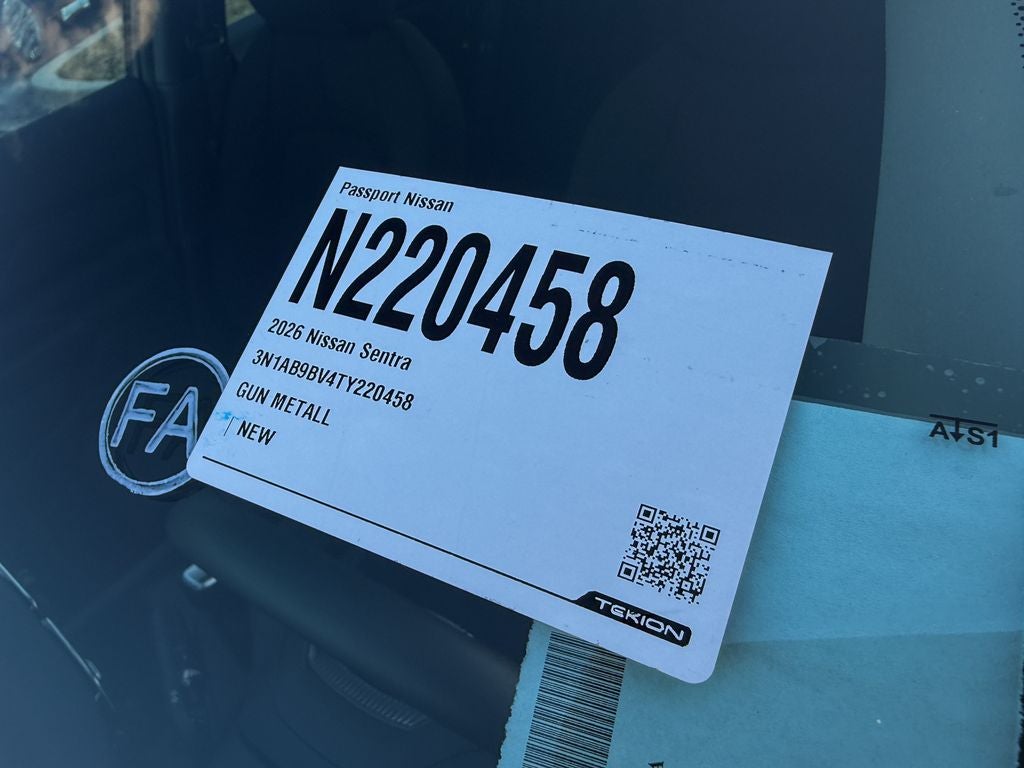 Passport Nissan
N220458
2026 Nissan Sentra
3N1AB9BV4TY220458
GUN METALL
| NEW
TEKION
FA
A↓S1